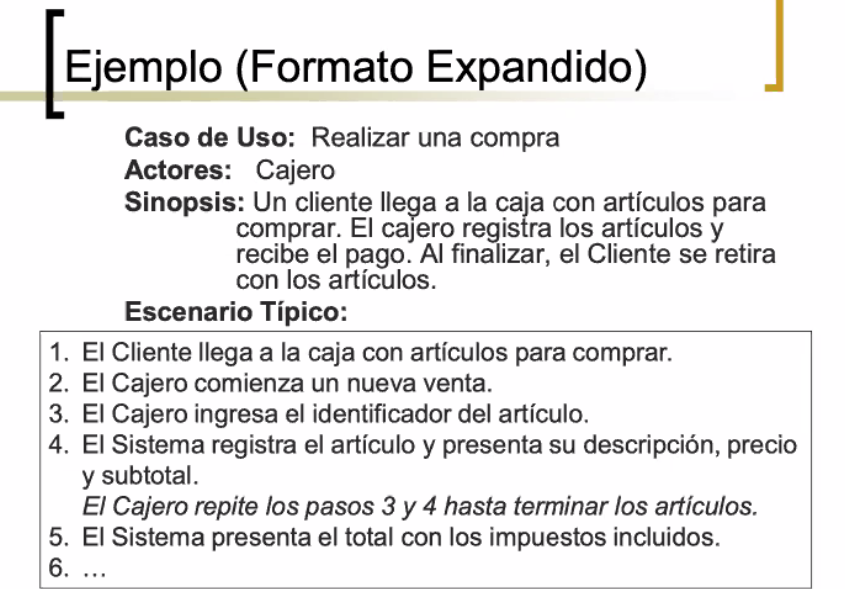 Ejemplo (Formato Expandido)
Caso de Uso: Realizar una compra
Actores: Cajero
Sinopsis: Un cliente llega a la caja con artículos para
comprar. El cajero registra los artículos y
recibe el pago. Al finalizar, el Cliente se retira
con los artículos.
Escenario Típico:
1. El Cliente llega a la caja con artículos para comprar.
2. El Cajero comienza un nueva venta.
3. El Cajero ingresa el identificador del artículo.
4. El Sistema registra el artículo y presenta su descripción, precio
y subtotal.
El Cajero repite los pasos 3 y 4 hasta terminar los artículos.
5. El Sistema presenta el total con los impuestos incluidos.
6. …